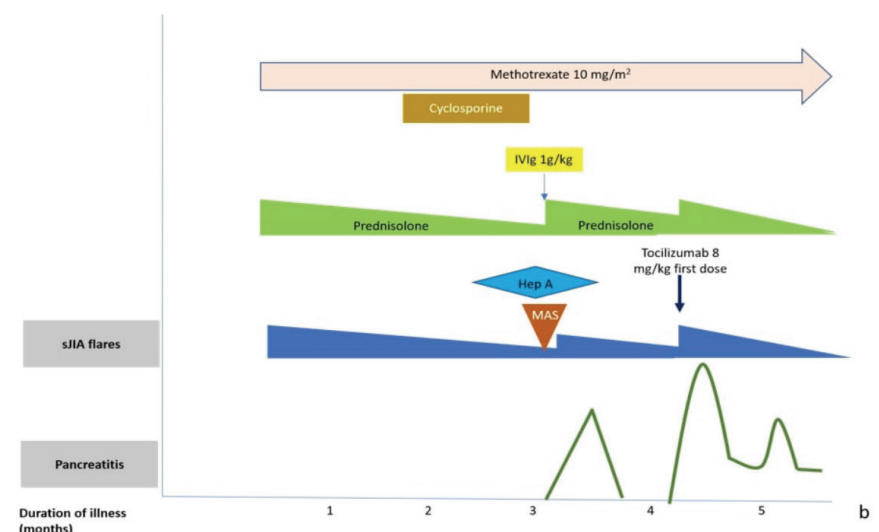 Methotrexate 10 mg/m²
Cyclosporine
IVIg 1g/kg
Prednisolone
Prednisolone
Tocilizumab 8
mg/kg first dose
Hep A
MAS
sJIA flares
Pancreatitis
Duration of illness
(months)
1 2 3 4 5
b